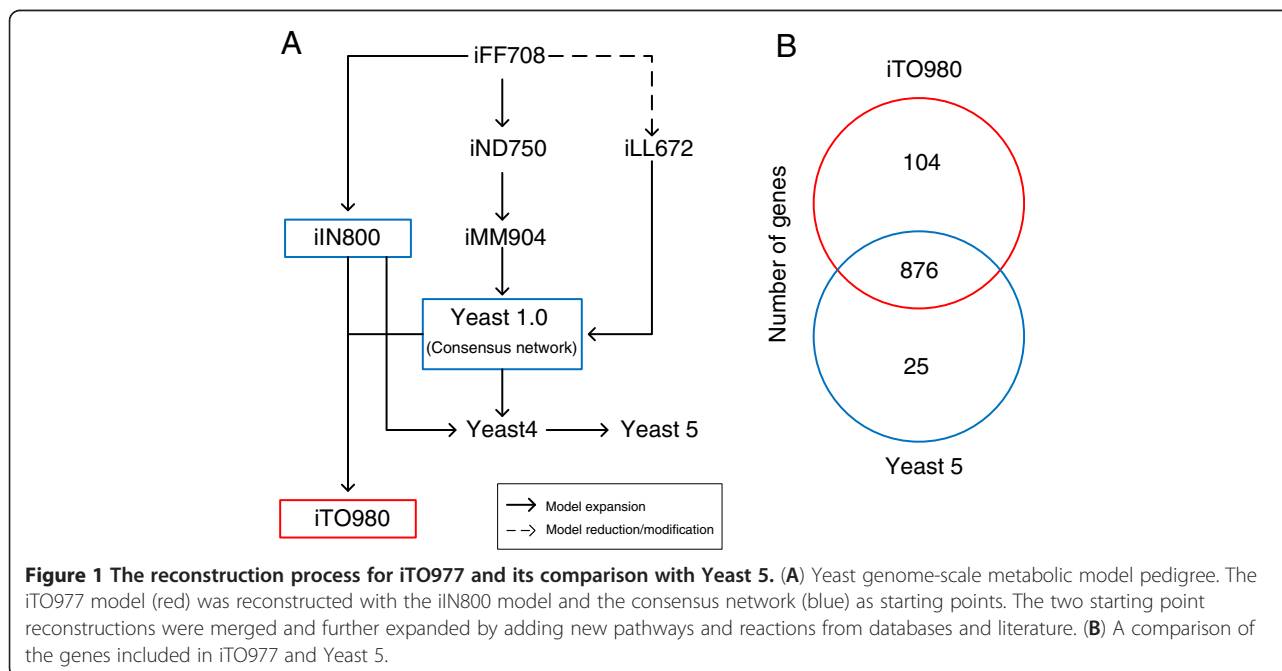 A
iFF708
iND750
iLL672
iIN800
iMM904
Yeast 1.0
(Consensus network)
Yeast4
Yeast 5
iTO980
Model expansion
Model reduction/modification
B
iTO980
Number of genes
104
876
25
Yeast 5
Figure 1 The reconstruction process for iTO977 and its comparison with Yeast 5. (A) Yeast genome-scale metabolic model pedigree. The
iTO977 model (red) was reconstructed with the iIN800 model and the consensus network (blue) as starting points. The two starting point
reconstructions were merged and further expanded by adding new pathways and reactions from databases and literature. (B) A comparison of
the genes included in iTO977 and Yeast 5.